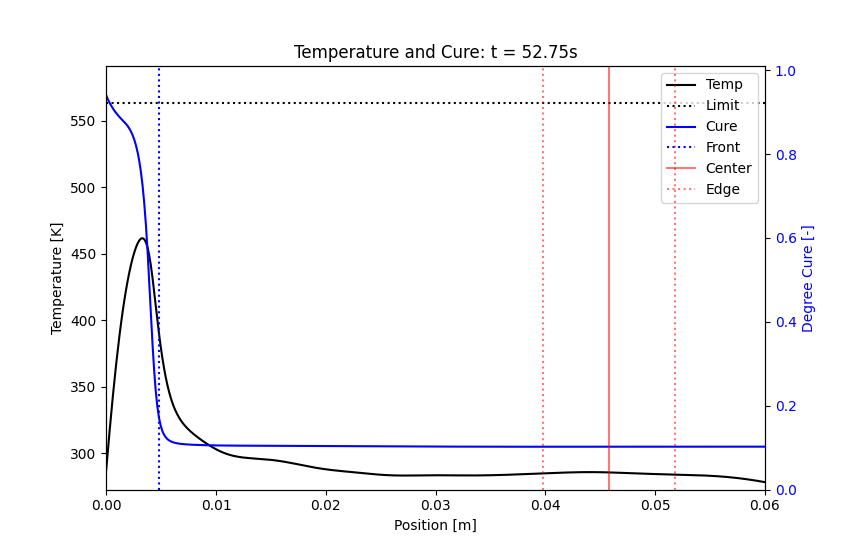 Temperature and Cure: t = 52.75s
Temperature [K]
550
500
450
400
350
300
Temp
Limit
Cure
Front
Center
Edge
1.0
0.8
0.6
0.4
0.2
0.0
Degree Cure [-]
0.00 0.01 0.02 0.03 0.04 0.05 0.06
Position [m]